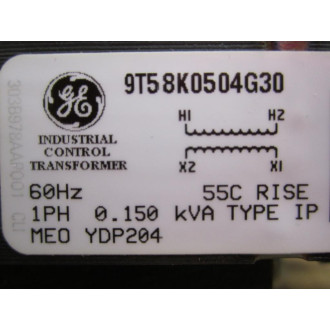 9T58K0504G30
GE
INDUSTRIAL
CONTROL
TRANSFORMER
H1 H2
X2 X1
60Hz 55C RISE
1PH 0.150 kVA TYPE IP
MEO YDP204